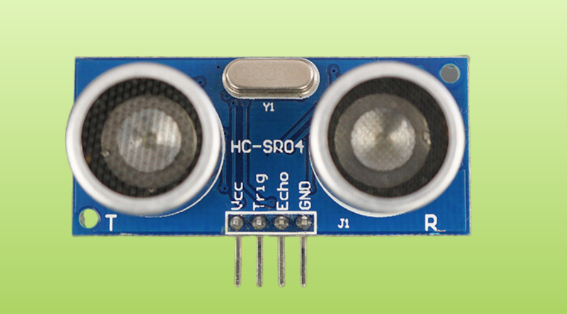 Y1
HC-SR04
Vcc
Trig
Echo
GND
T
J1
R